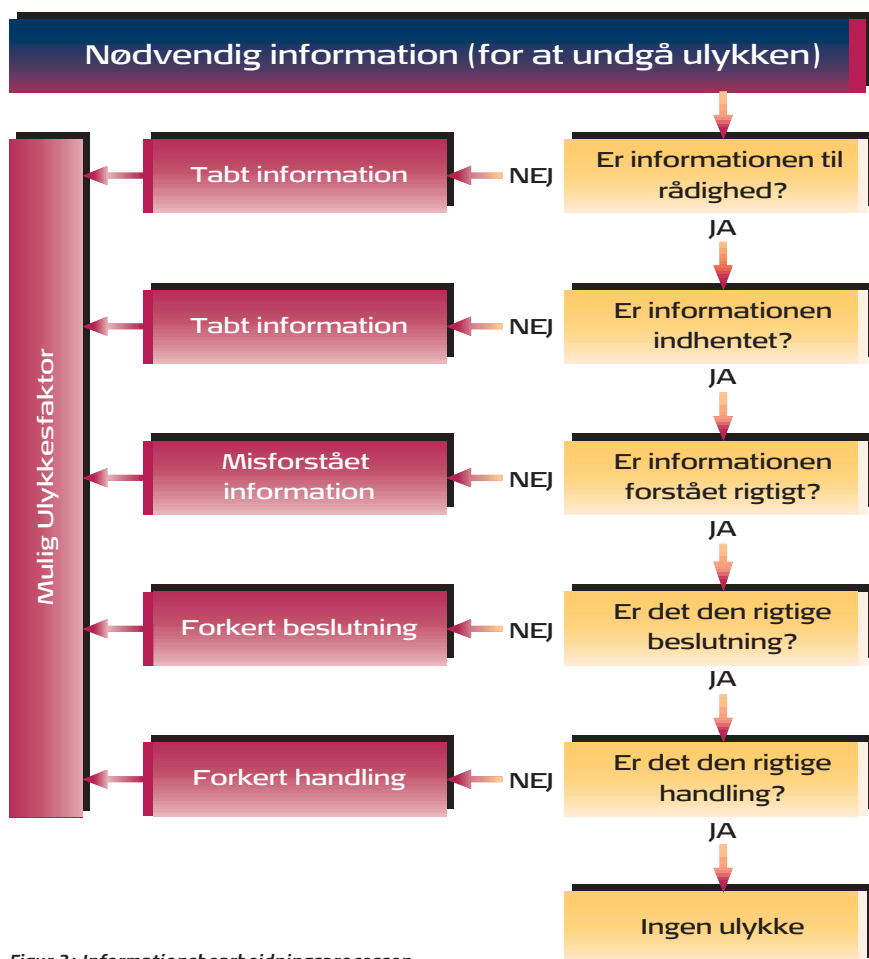 Nødvendig information (for at undgå ulykken)
Er informationen til
rådighed?
NEJ
Tabt information
JA
Er informationen
indhentet?
NEJ
Tabt information
JA
Er informationen
forstået rigtigt?
NEJ
Misforstået
information
JA
Er det den rigtige
beslutning?
NEJ
Forkert beslutning
JA
Er det den rigtige
handling?
NEJ
Forkert handling
JA
Ingen ulykke
Mulig Ulykkesfaktor